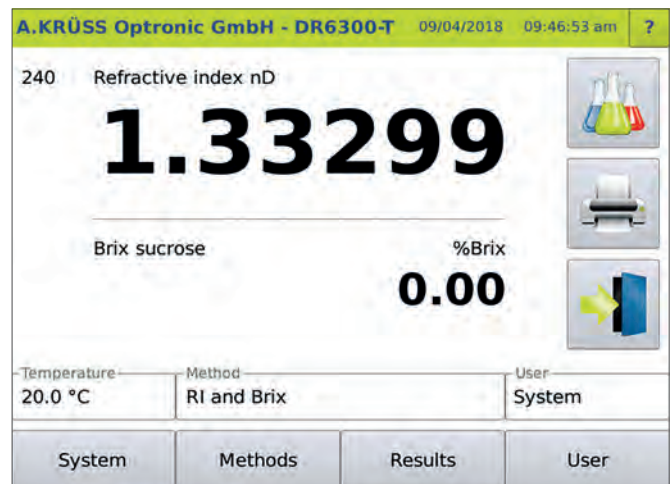 A.KRÜSS Optronic GmbH - DR6300-T 09/04/2018 09:46:53 am ?
240 Refractive index nD
1.33299
Brix sucrose %Brix
0.00
Temperature Method User
20.0 °C RI and Brix System
System Methods Results User